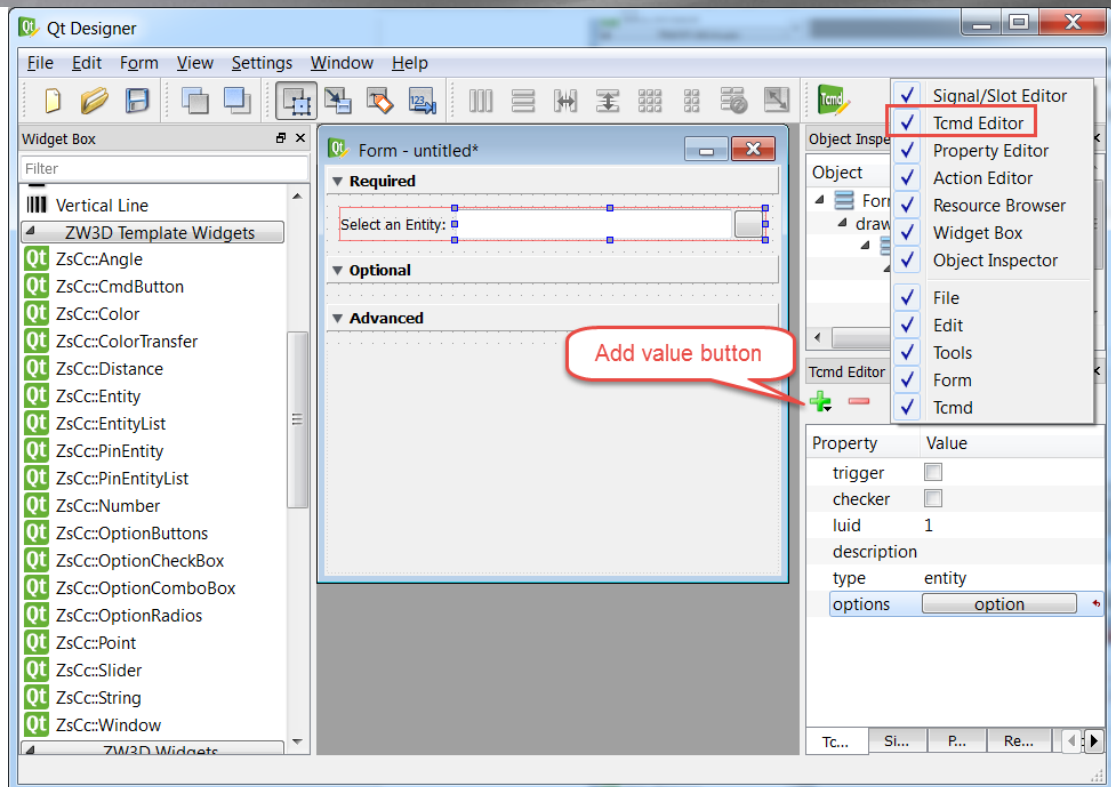 Qt Designer
File Edit Form View Settings Window Help
Widget Box
Filter
Vertical Line
ZW3D Template Widgets
ZsCc::Angle
ZsCc::CmdButton
ZsCc::Color
ZsCc::ColorTransfer
ZsCc::Distance
ZsCc::Entity
ZsCc::EntityList
ZsCc::PinEntity
ZsCc::PinEntityList
ZsCc::Number
ZsCc::OptionButtons
ZsCc::OptionCheckBox
ZsCc::OptionComboBox
ZsCc::OptionRadios
ZsCc::Point
ZsCc::Slider
ZsCc::String
ZsCc::Window
ZW3D Widgets
Form - untitled*
Required
Select an Entity:
Optional
Advanced
Add value button
Tcmd
Object Inspe
Object
For
draw
Signal/Slot Editor
Tcmd Editor
Property Editor
Action Editor
Resource Browser
Widget Box
Object Inspector
File
Edit
Tools
Form
Tcmd
Tcmd Editor
Property Value
trigger
checker
luid 1
description
type entity
options option
Tc... Si... P... Re...